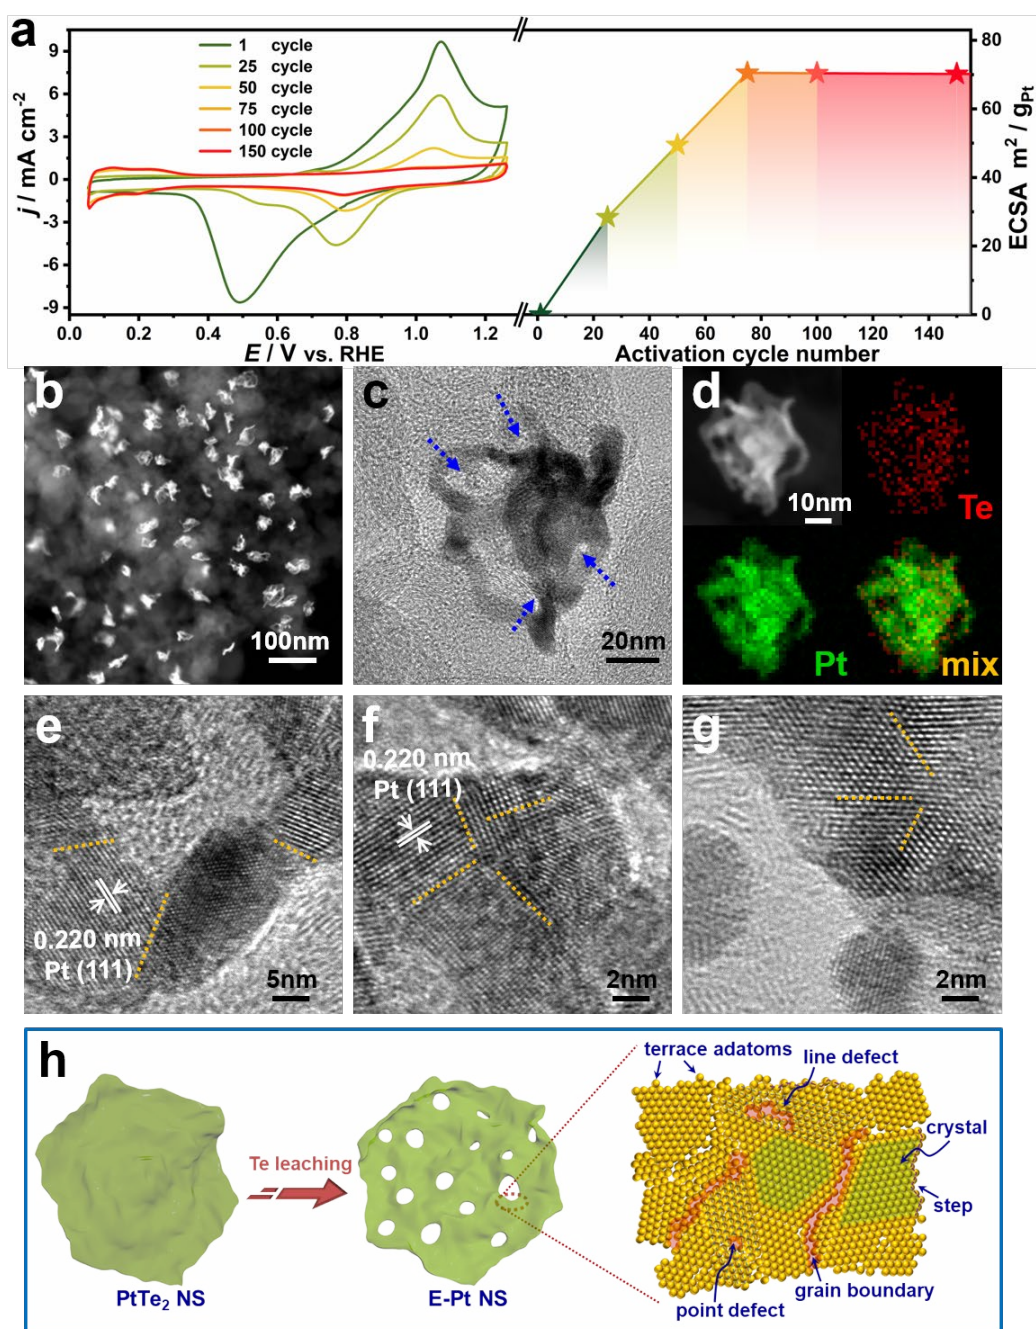 a
j / mA cm-2
9
6
3
0
-3
-6
-9
1 cycle
25 cycle
50 cycle
75 cycle
100 cycle
150 cycle
0.0 0.2 0.4 0.6 0.8 1.0 1.2
E / V vs. RHE
0 20 40 60 80 100 120 140
Activation cycle number
80
60
40
20
0
ECSA m2 / gPt
b
100nm
c
20nm
d
10nm
Te
Pt
mix
e
0.220 nm
Pt (111)
5nm
f
0.220 nm
Pt (111)
2nm
g
2nm
h
PtTe2 NS
Te leaching
E-Pt NS
terrace adatoms
line defect
crystal
step
grain boundary
point defect